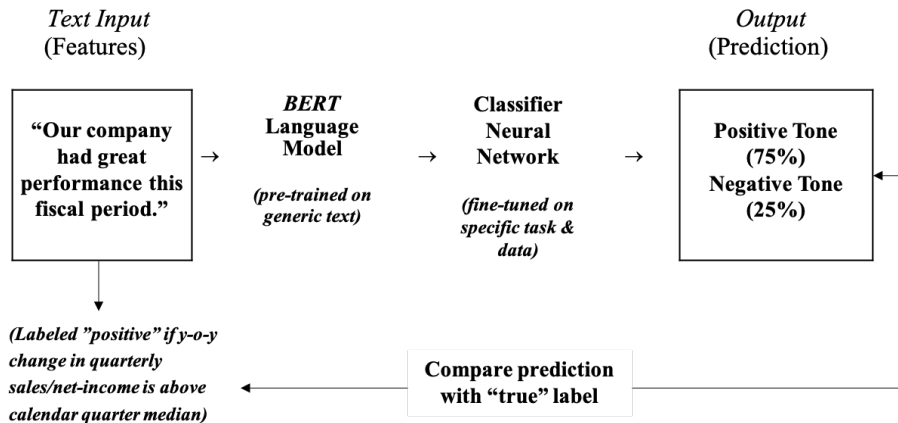 Text Input
(Features)
Output
(Prediction)
“Our company
had great
performance this
fiscal period.”
BERT
Language
Model
(pre-trained on
generic text)
Classifier
Neural
Network
(fine-tuned on
specific task &
data)
Positive Tone
(75%)
Negative Tone
(25%)
(Labeled ”positive” if y-o-y
change in quarterly
sales/net-income is above
calendar quarter median)
Compare prediction
with “true” label